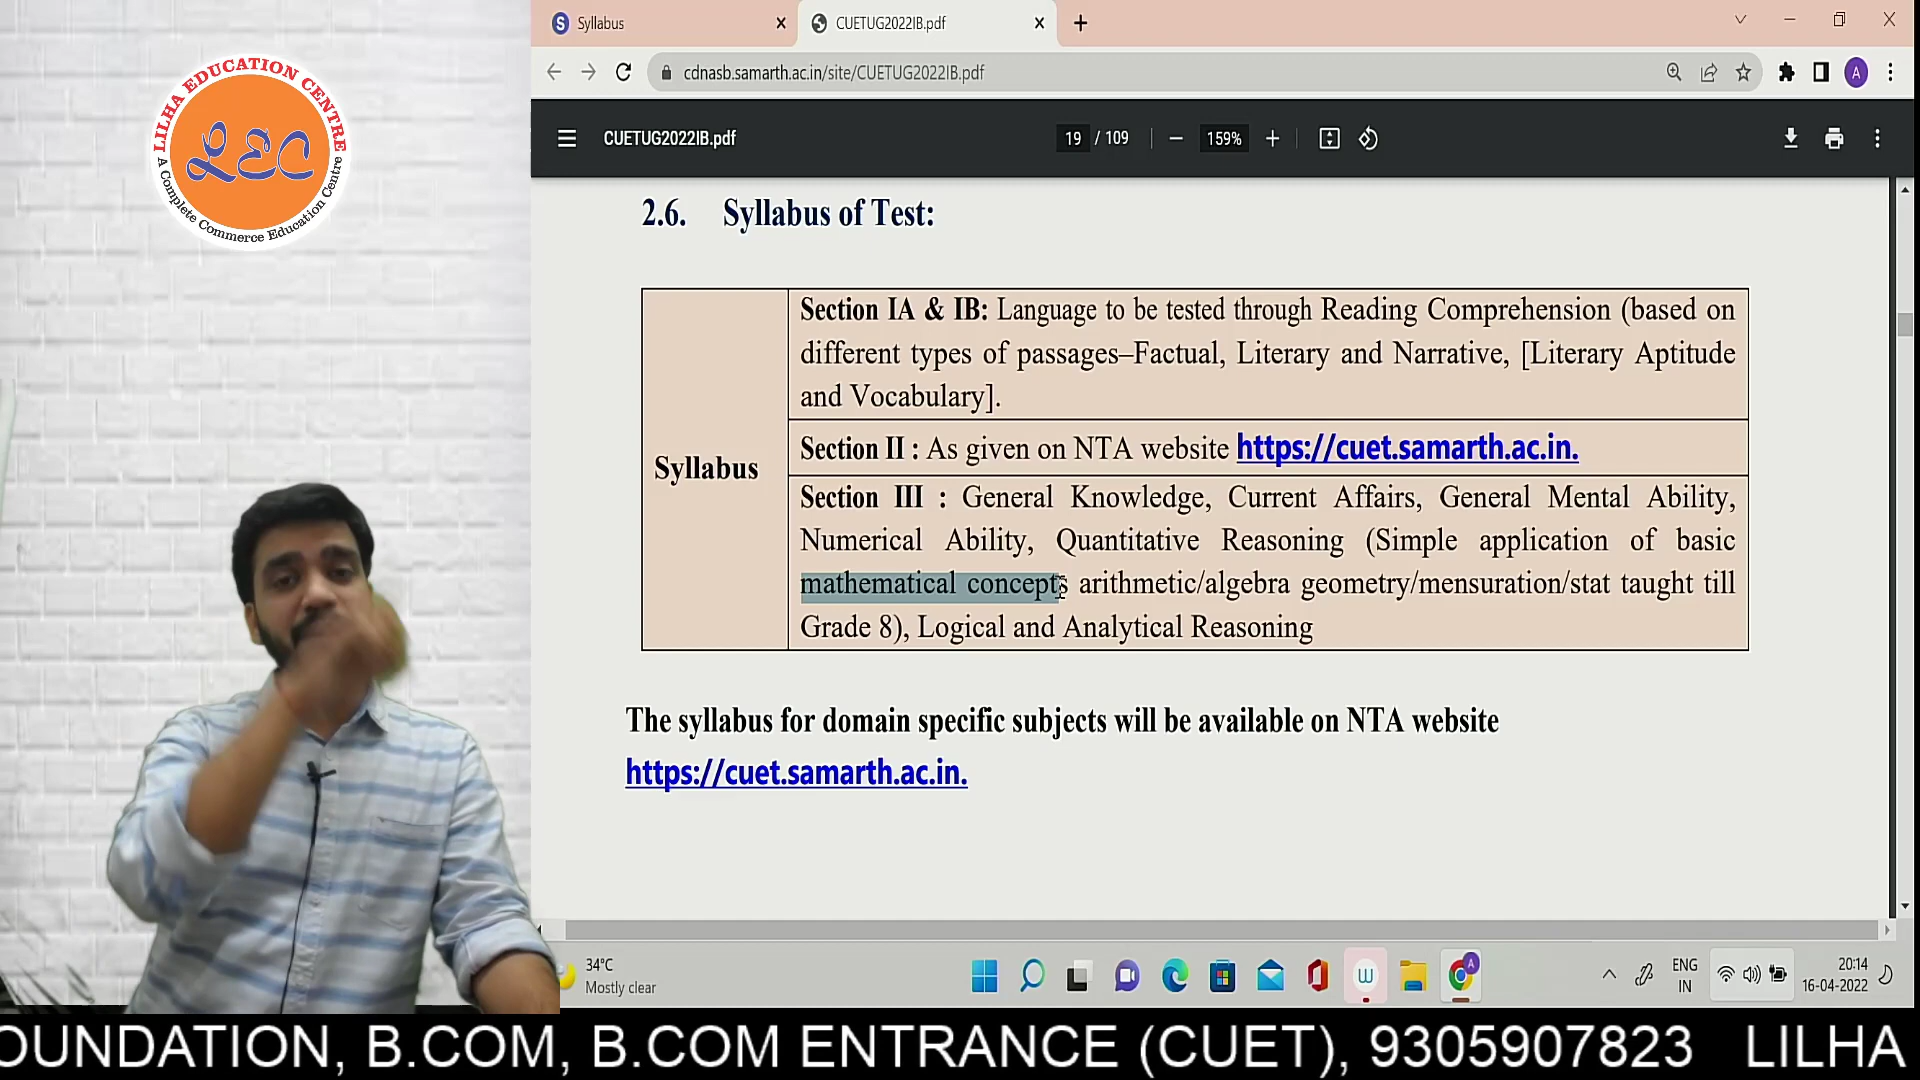 LILHA EDUCATION CENTRE
LEC
A Complete Commerce Education Centre
Syllabus
CUETUG2022IB.pdf
cdnasb.samarth.ac.in/site/CUETUG2022IB.pdf
A
CUETUG2022IB.pdf
19 / 109
159%
2.6. Syllabus of Test:
Syllabus
Section IA & IB: Language to be tested through Reading Comprehension (based on
different types of passages–Factual, Literary and Narrative, [Literary Aptitude
and Vocabulary].
Section II : As given on NTA website https://cuet.samarth.ac.in.
Section III : General Knowledge, Current Affairs, General Mental Ability,
Numerical Ability, Quantitative Reasoning (Simple application of basic
mathematical concepts arithmetic/algebra geometry/mensuration/stat taught till
Grade 8), Logical and Analytical Reasoning
The syllabus for domain specific subjects will be available on NTA website
https://cuet.samarth.ac.in.
34°C
Mostly clear
ENG
IN
20:14
16-04-2022
OUNDATION, B.COM, B.COM ENTRANCE (CUET), 9305907823 LILHA